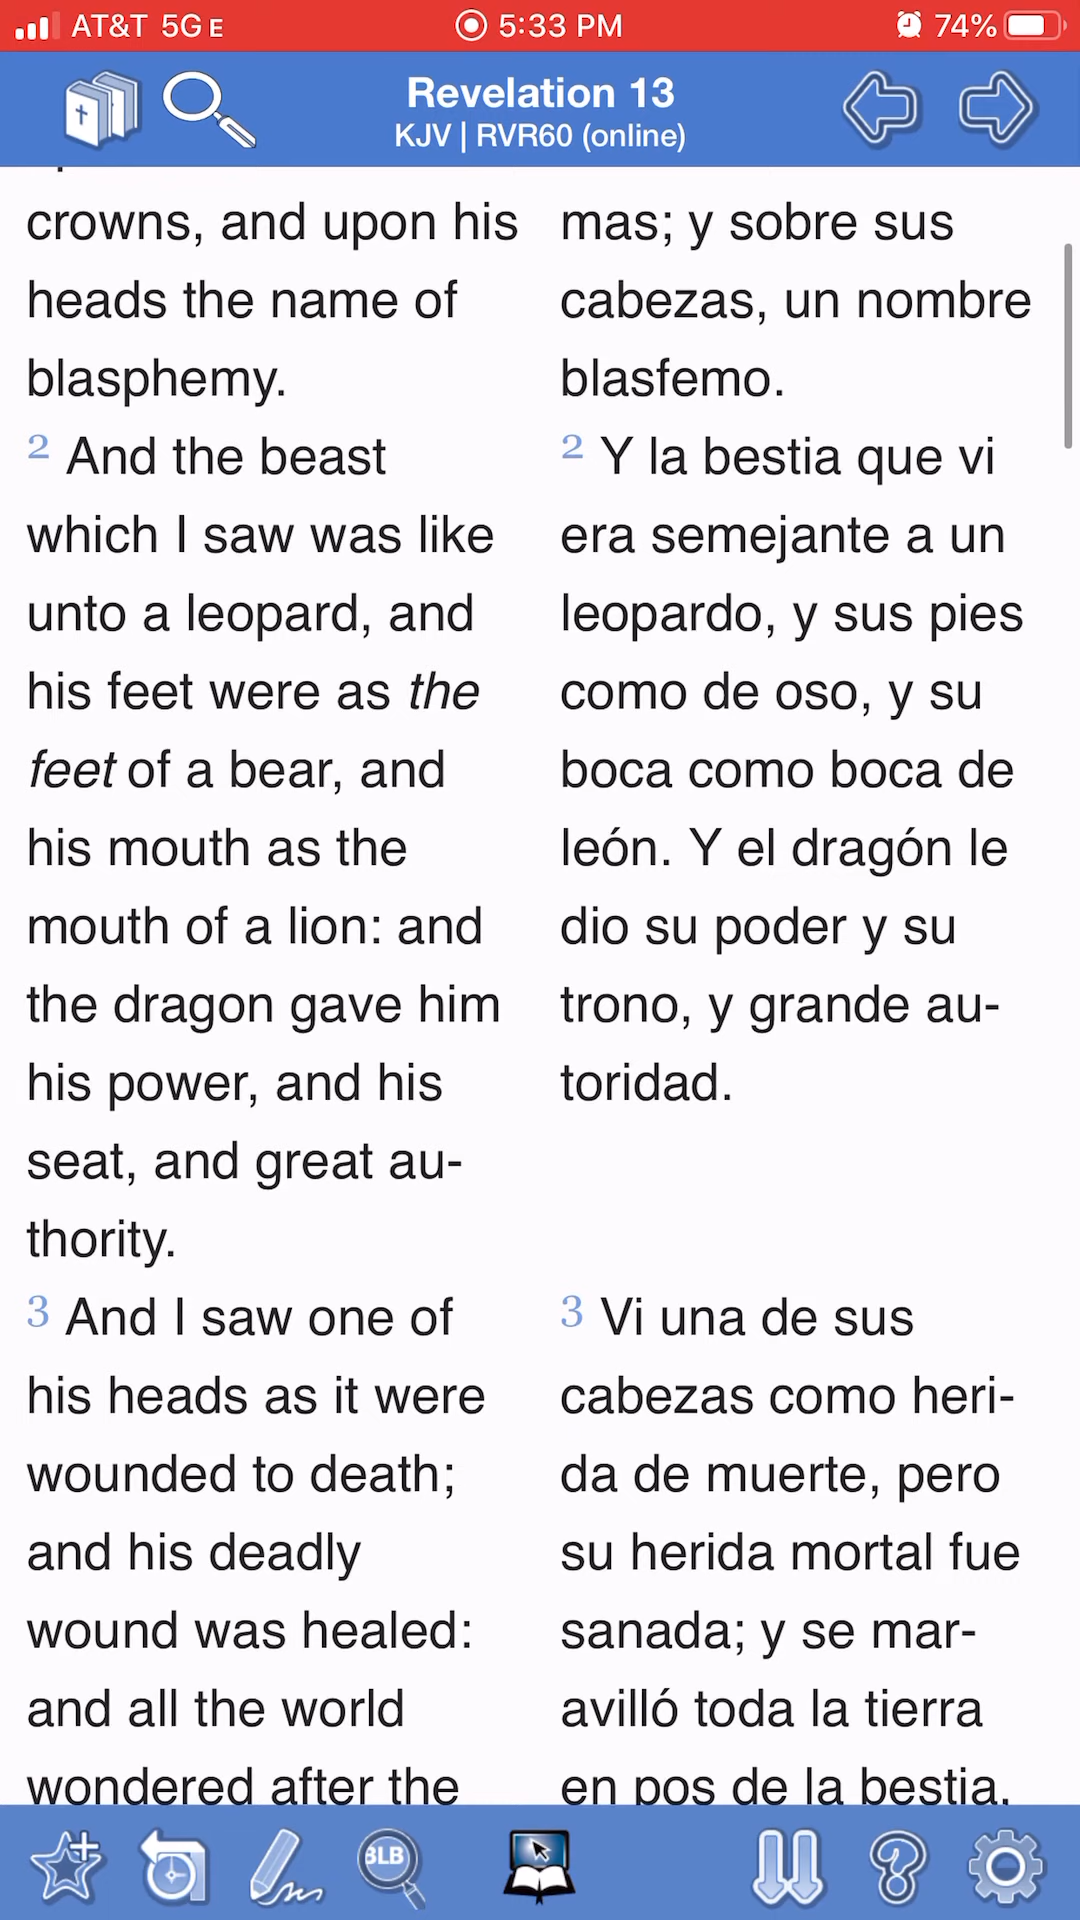 AT&T 5G E
5:33 PM
74%
Revelation 13
KJV | RVR60 (online)
crowns, and upon his
heads the name of
blasphemy.
2 And the beast
which I saw was like
unto a leopard, and
his feet were as the
feet of a bear, and
his mouth as the
mouth of a lion: and
the dragon gave him
his power, and his
seat, and great au-
thority.
3 And I saw one of
his heads as it were
wounded to death;
and his deadly
wound was healed:
and all the world
wondered after the
mas; y sobre sus
cabezas, un nombre
blasfemo.
2 Y la bestia que vi
era semejante a un
leopardo, y sus pies
como de oso, y su
boca como boca de
león. Y el dragón le
dio su poder y su
trono, y grande au-
toridad.
3 Vi una de sus
cabezas como heri-
da de muerte, pero
su herida mortal fue
sanada; y se mar-
avilló toda la tierra
en pos de la bestia,
BLB